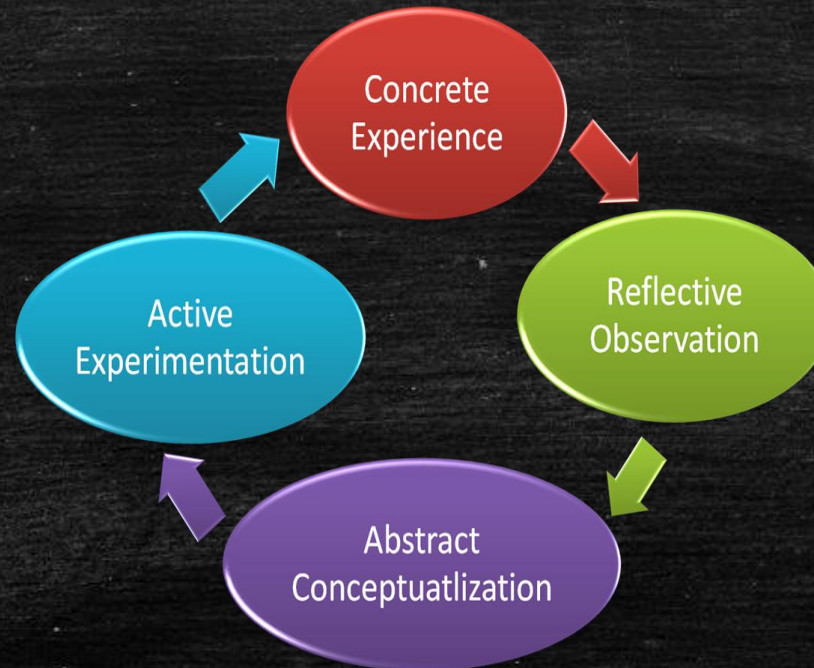 Concrete
Experience
Reflective
Observation
Abstract
Conceptuatlization
Active
Experimentation